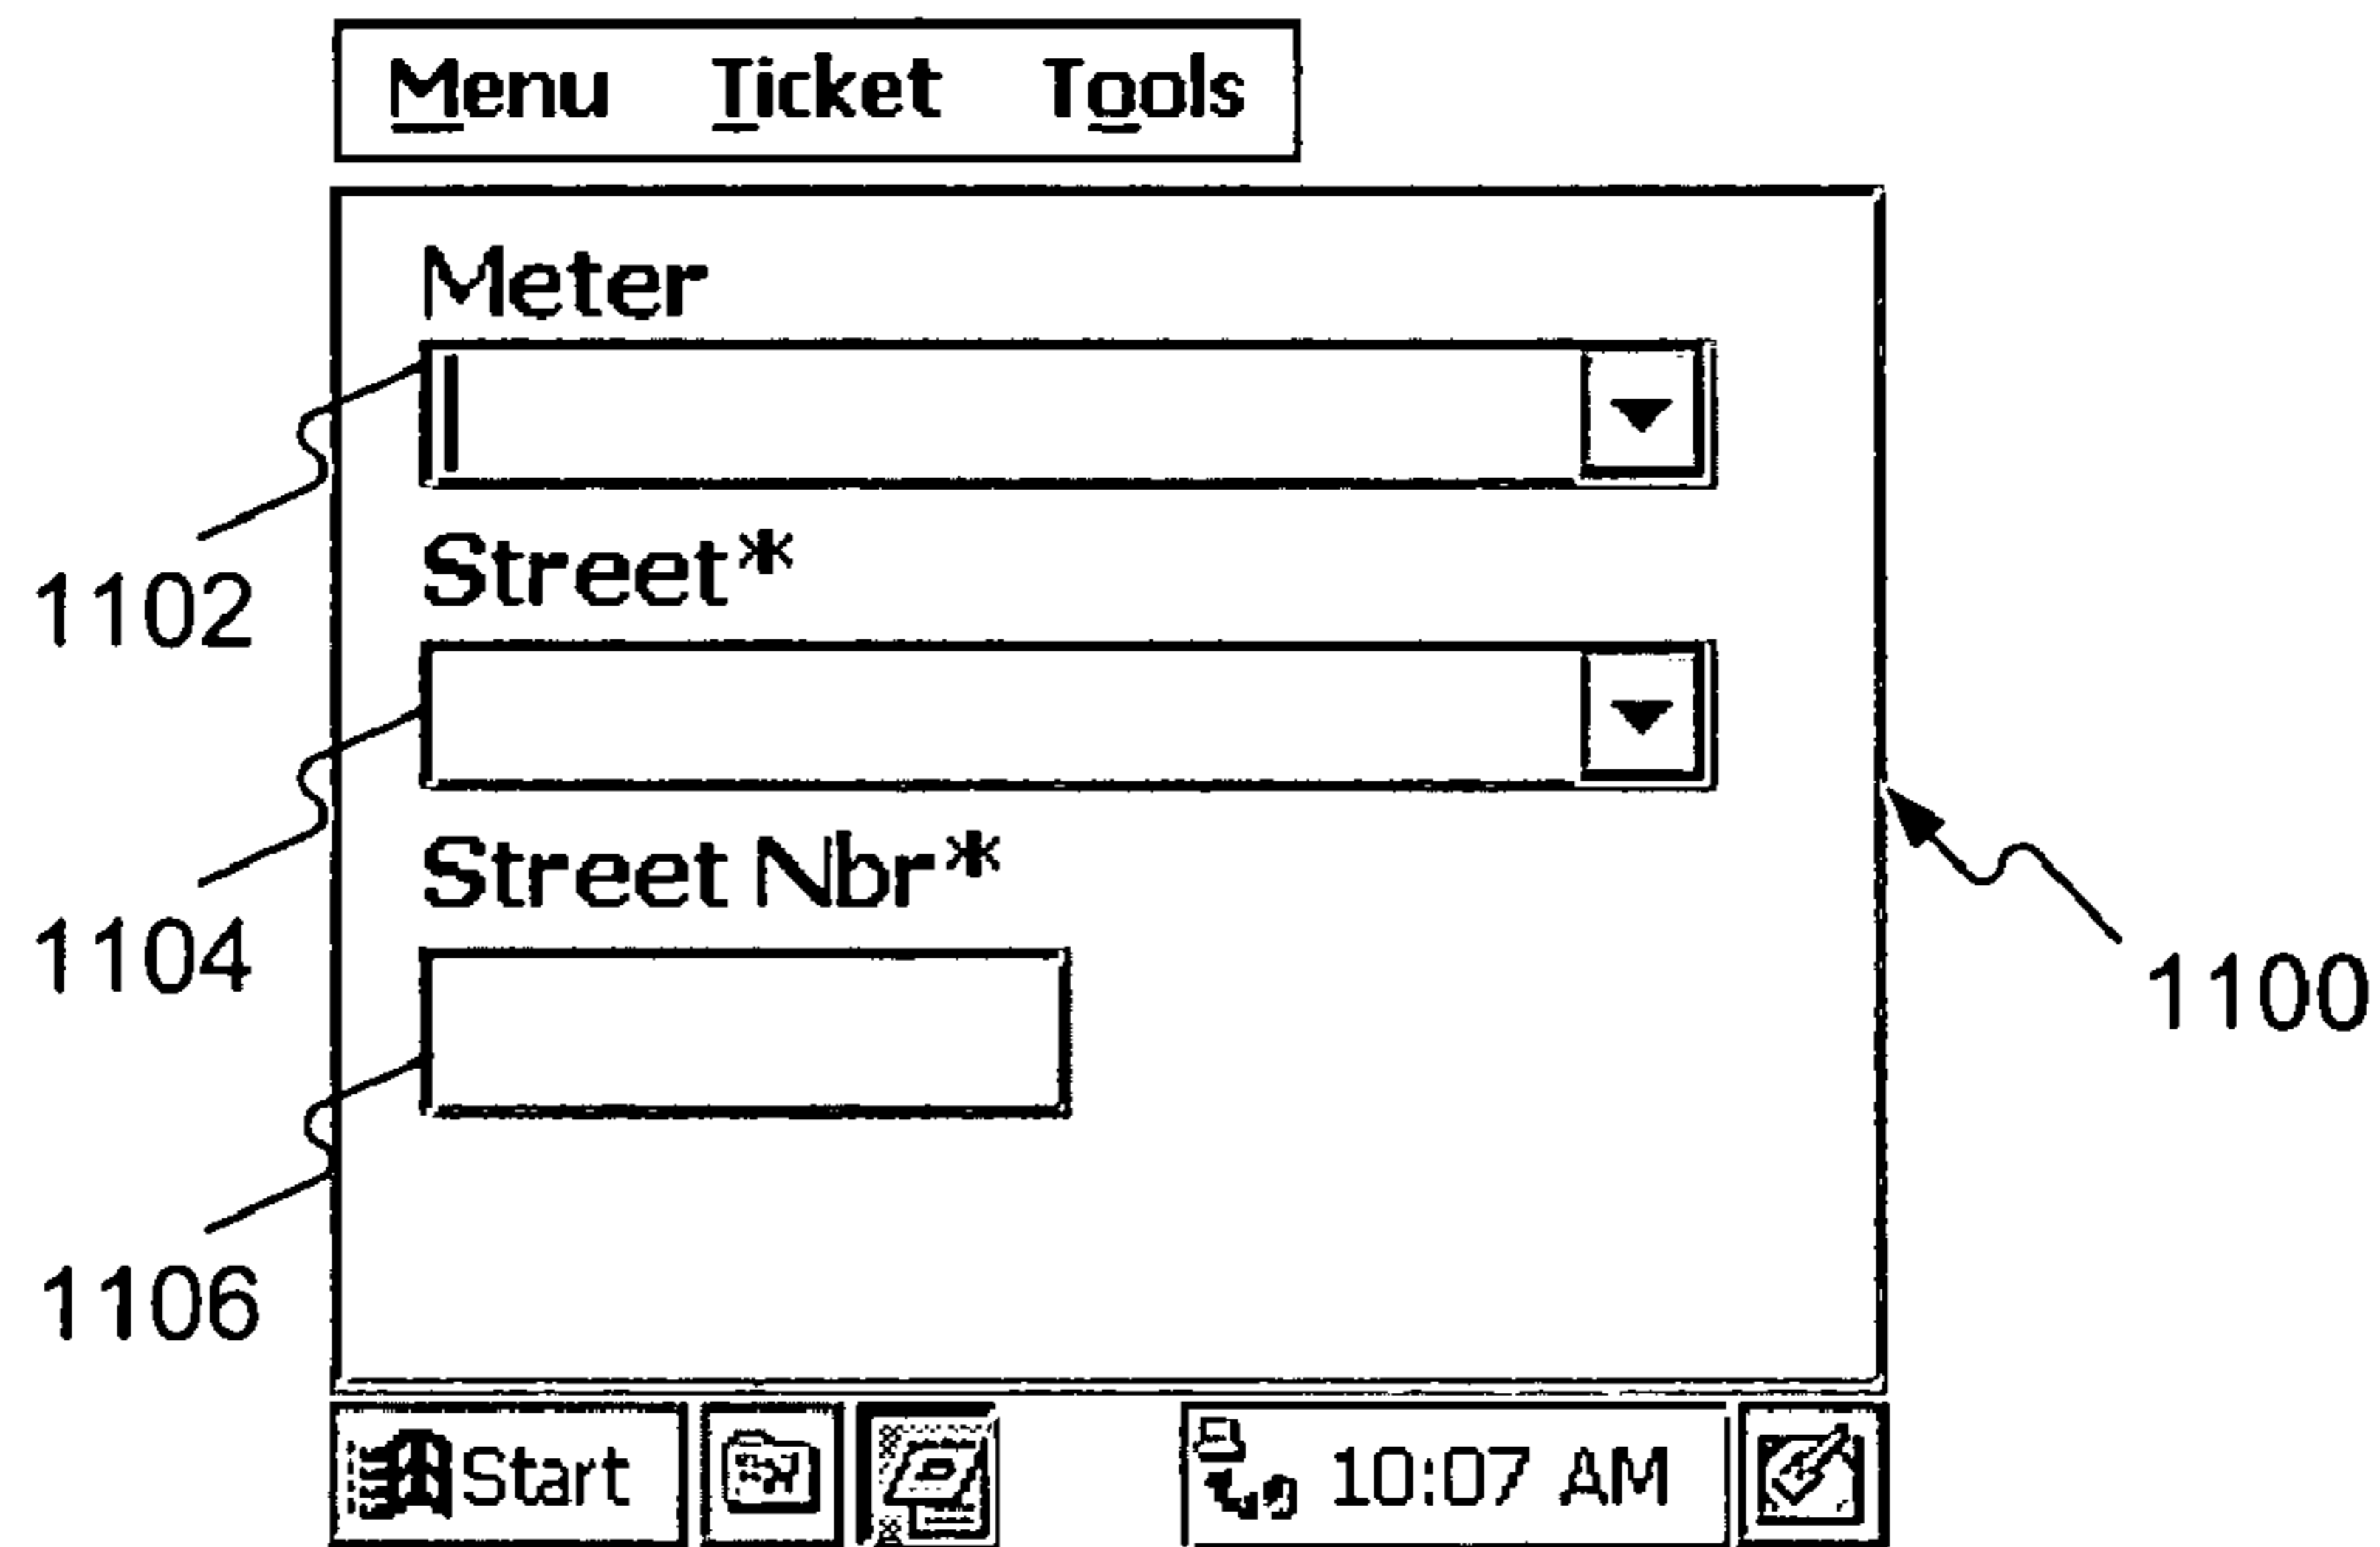 Menu Ticket Tools
Meter
1102
Street*
1104
Street Nbr*
1100
1106
Start 10:07 AM